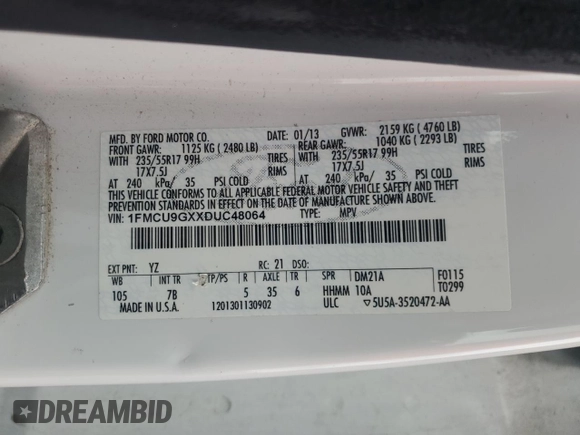 MFG. BY FORD MOTOR CO. 01/13 GVWR: 2159 KG ( 4760 LB)
FRONT GAWR: 1125 KG ( 2480 LB) REAR GAWR: 1040 KG ( 2293 LB)
WITH 235/55R17 99H TIRES WITH 235/55R17 99H TIRES
17X7.5J RIMS 17X7.5J RIMS
AT 240 kPa/ 35 PSI COLD AT 240 kPa/ 35 PSI COLD
THIS VEHICLE CONFORMS TO ALL APPLICABLE FEDERAL MOTOR VEHICLE SAFETY, BUMPER, AND THEFT
PREVENTION STANDARDS IN EFFECT ON THE DATE OF MANUFACTURE SHOWN ABOVE.
VIN: 1FMCU9GXXDUC48064 TYPE: MPV
EXT PNT: YZ RC: 21 DSO: F0115
WB INT TR TP/PS R AXLE TR SPR DM21A T0299
105 7B 5 35 6 HHMM 10A
MADE IN U.S.A. 1201301130902 ULC ▽5U5A-3520472-AA
DREAMBID